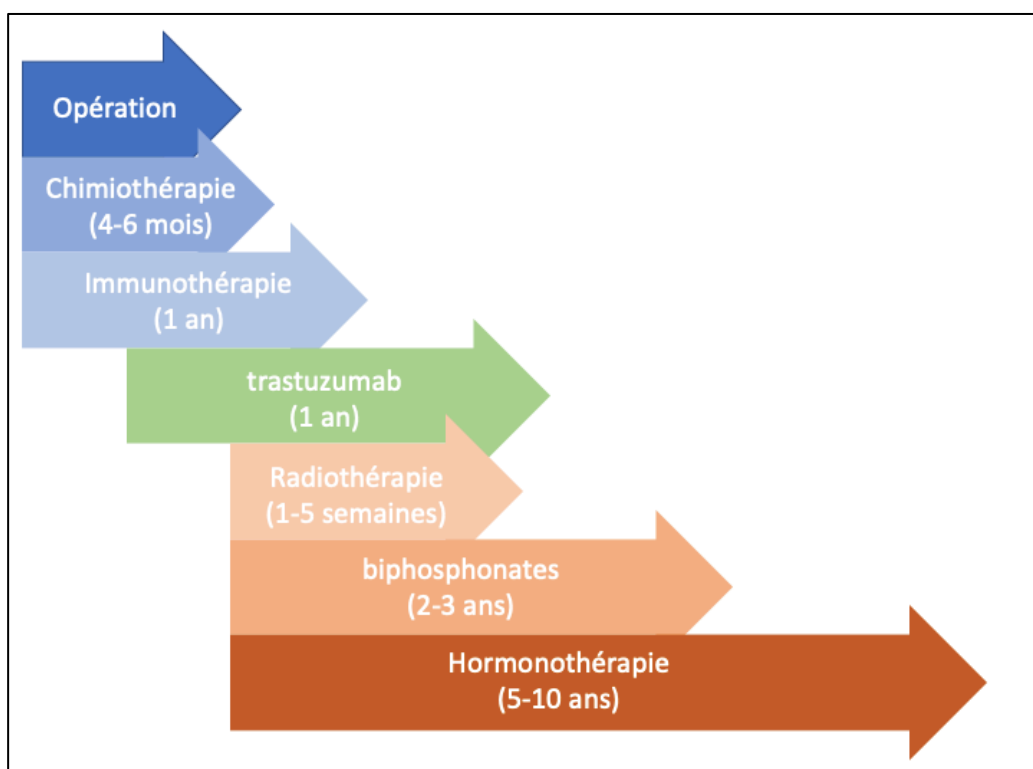 Opération
Chimiothérapie
(4-6 mois)
Immunothérapie
(1 an)
trastuzumab
(1 an)
Radiothérapie
(1-5 semaines)
biphosphonates
(2-3 ans)
Hormonothérapie
(5-10 ans)